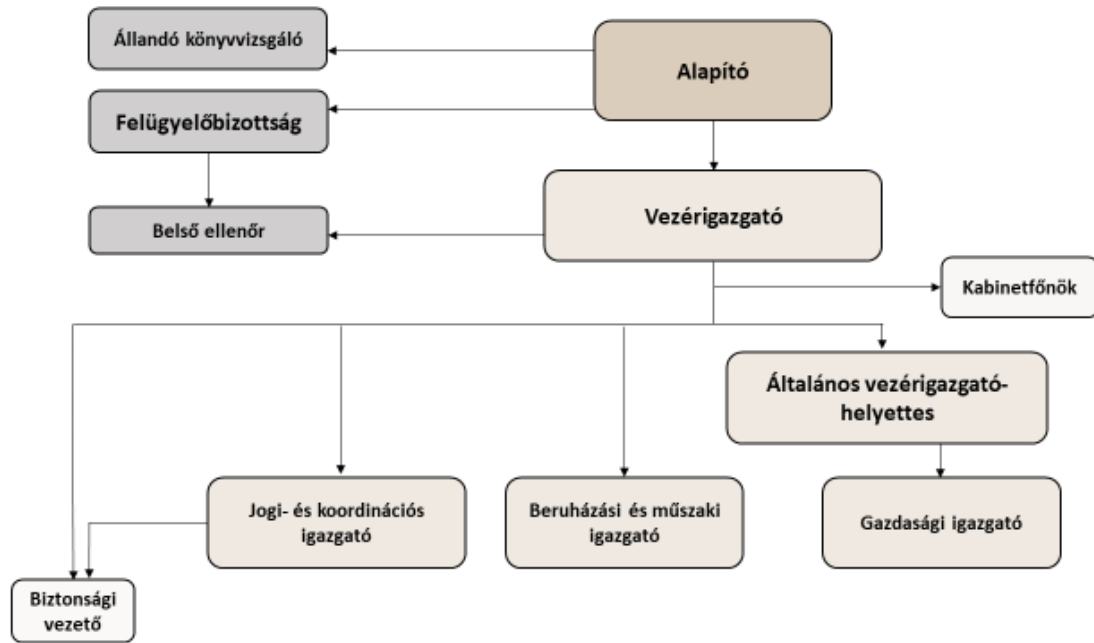 Állandó könyvvizsgáló
Alapító
Felügyelőbizottság
Vezérigazgató
Belső ellenőr
Kabinetfőnök
Általános vezérigazgató-
helyettes
Jogi- és koordinációs
igazgató
Beruházási és műszaki
igazgató
Gazdasági igazgató
Biztonsági
vezető